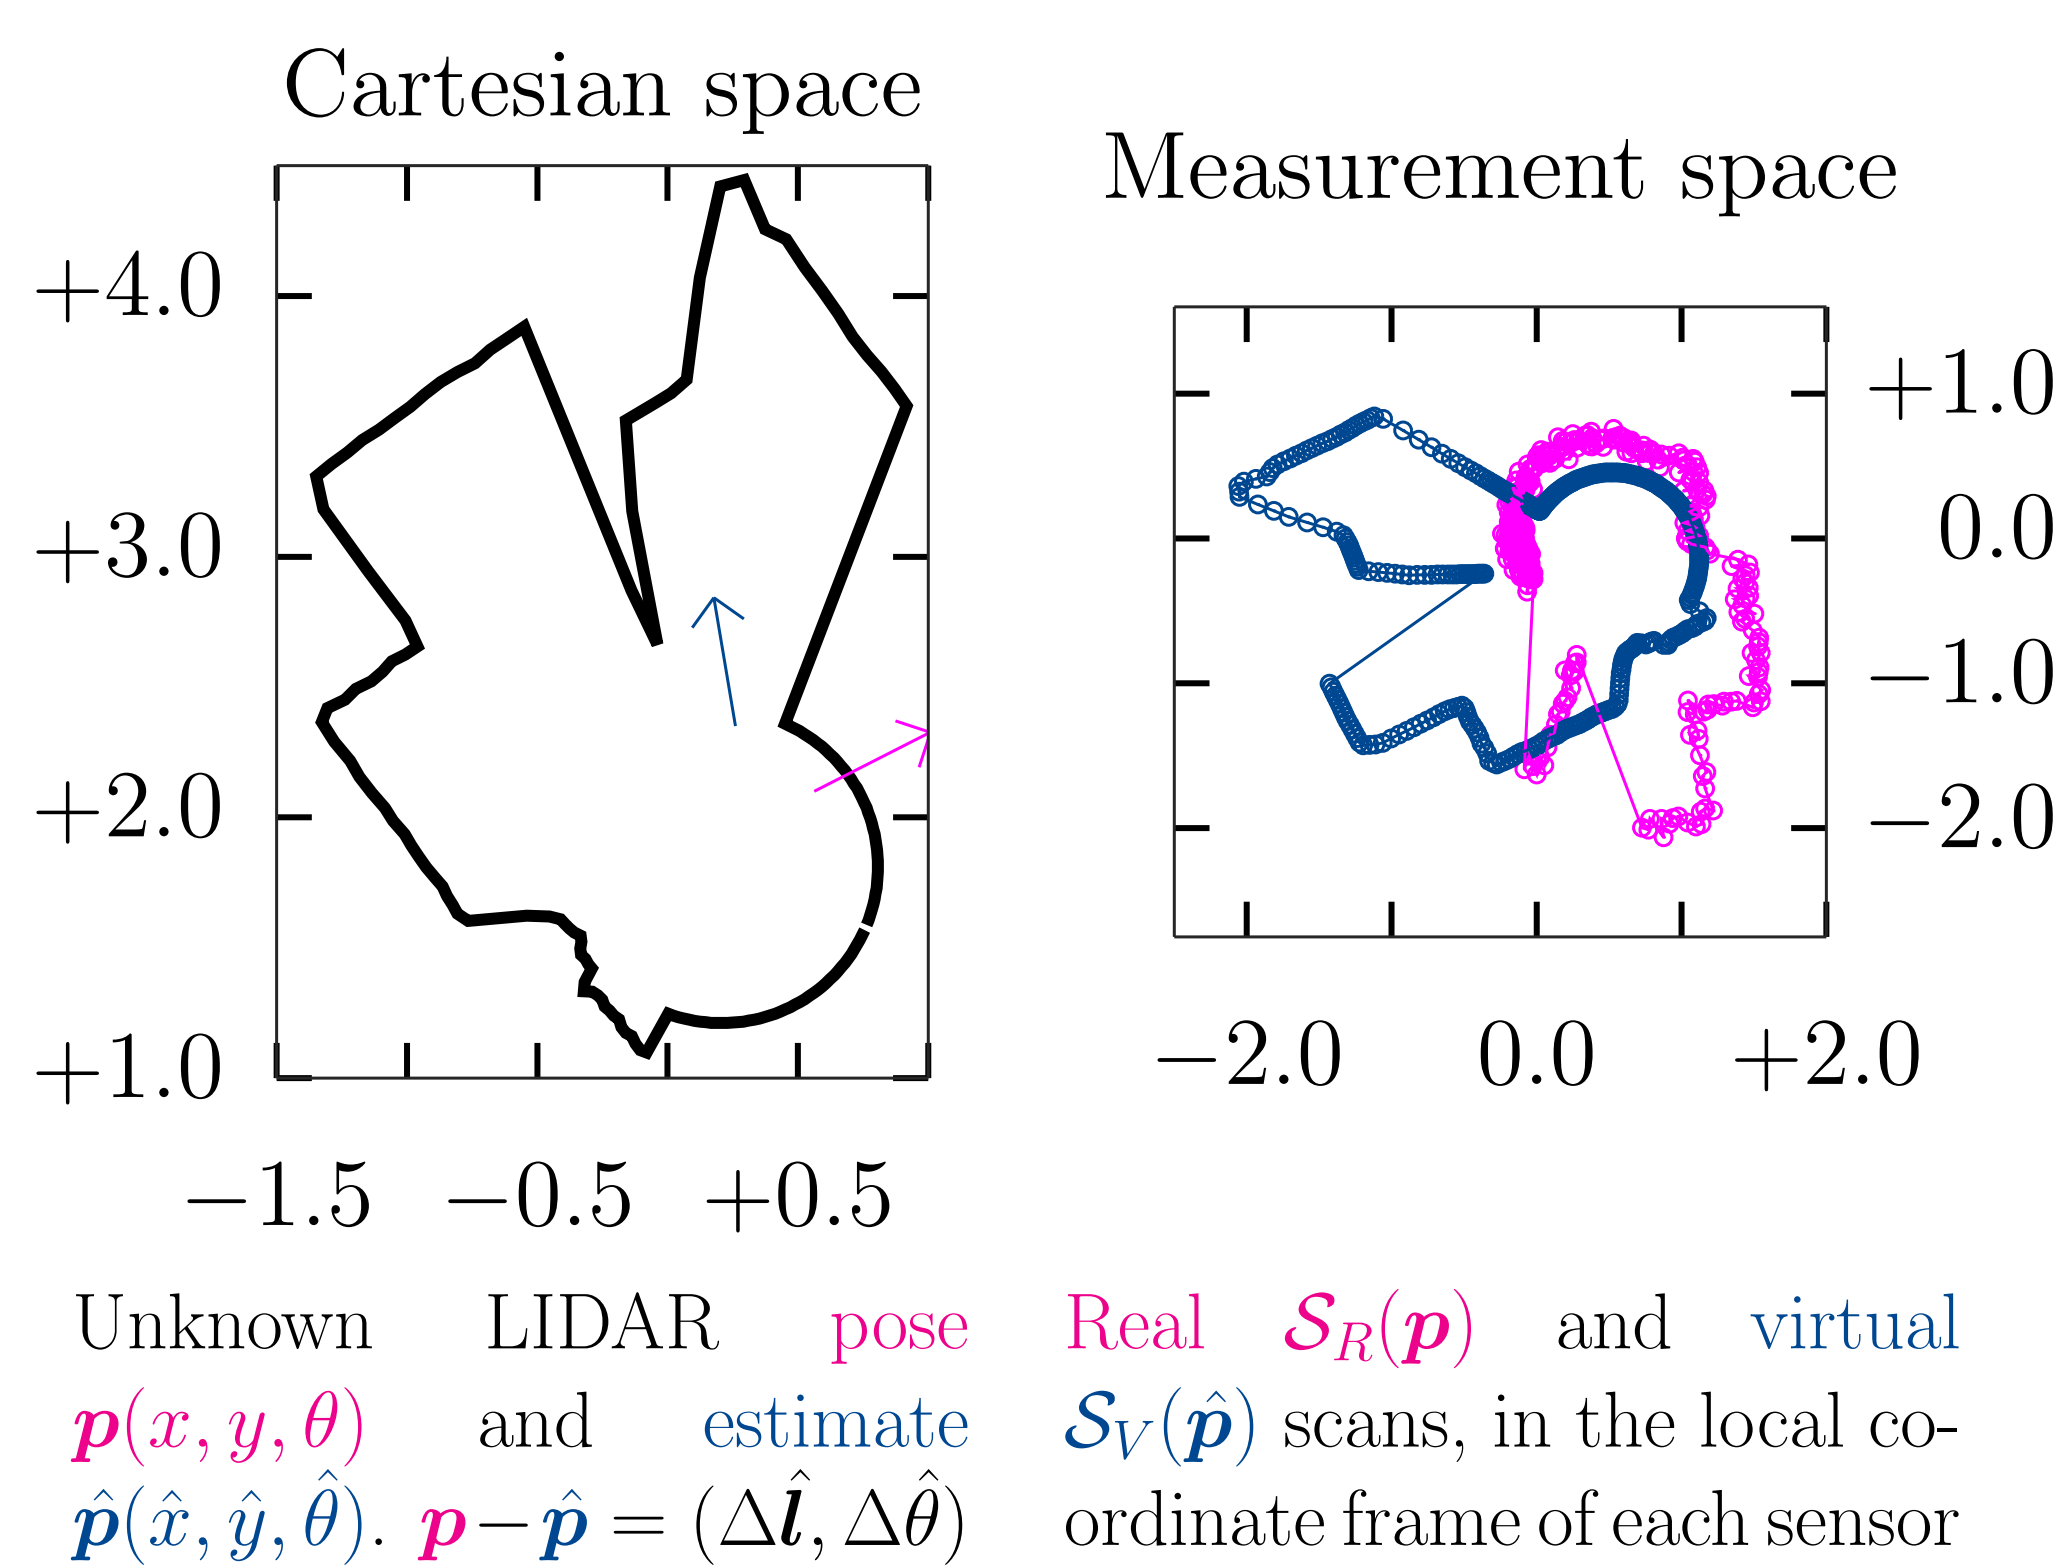 Cartesian space
+4.0
+3.0
+2.0
+1.0
−1.5 −0.5 +0.5
Unknown LIDAR pose
p(x, y, θ) and estimate
p̂(x̂, ŷ, θ̂). p−p̂ = (Δl̂, Δθ̂)
Measurement space
+1.0
0.0
−1.0
−2.0
−2.0 0.0 +2.0
Real 𝒮_R(p) and virtual
𝒮_V(p̂) scans, in the local co-
ordinate frame of each sensor